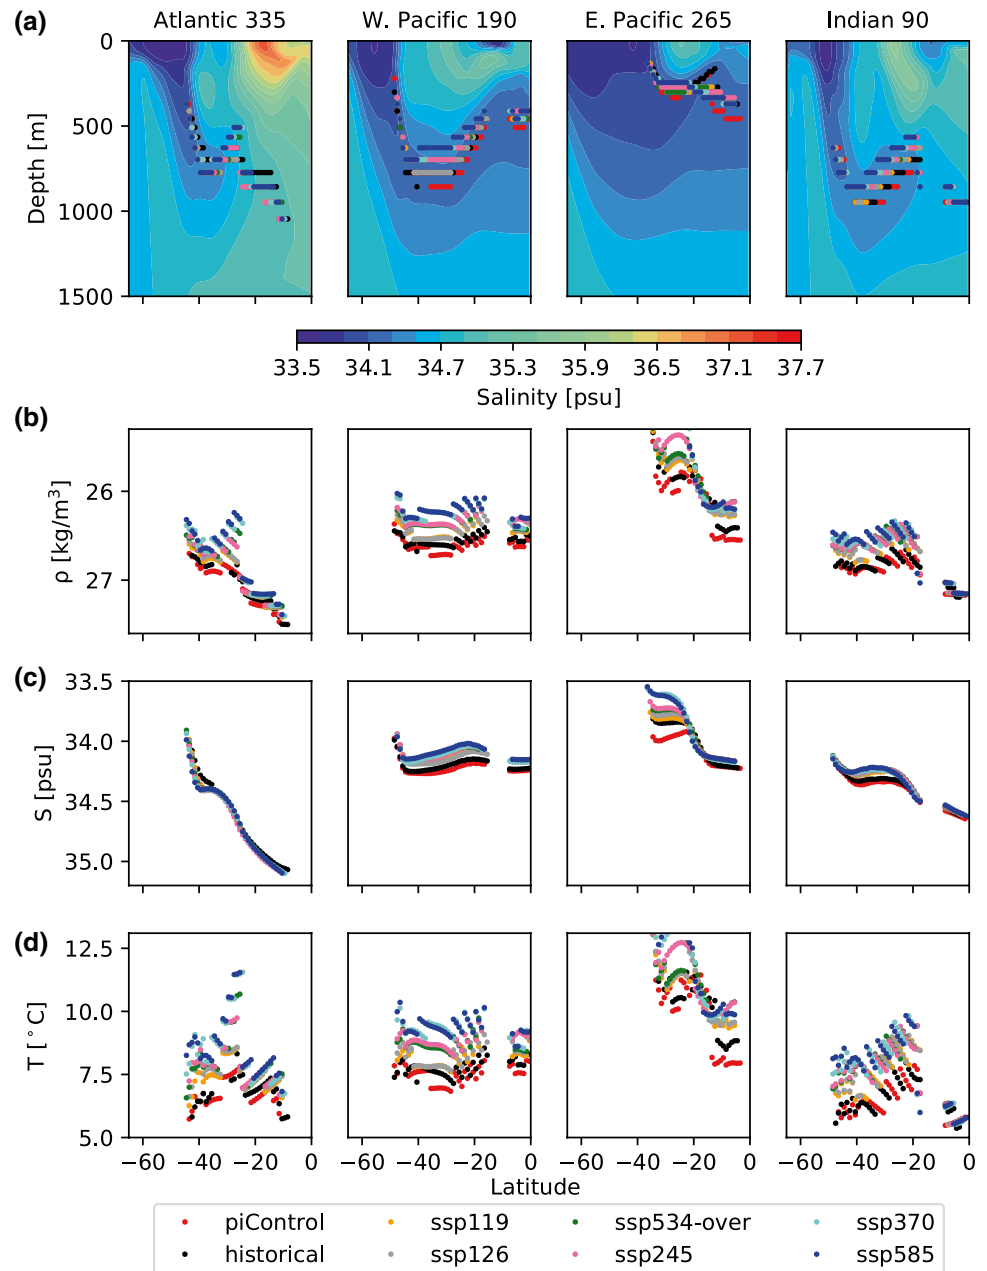 (a)
Atlantic 335 W. Pacific 190 E. Pacific 265 Indian 90
Depth [m]
0
500
1000
1500
−60 −40 −20 0
33.5 34.1 34.7 35.3 35.9 36.5 37.1 37.7
Salinity [psu]
(b)
ρ [kg/m³]
26
27
(c)
S [psu]
33.5
34.0
34.5
35.0
(d)
T [°C]
12.5
10.0
7.5
5.0
−60 −40 −20 0 −60 −40 −20 0 −60 −40 −20 0 −60 −40 −20 0
Latitude
piControl ssp119 ssp534-over ssp370
historical ssp126 ssp245 ssp585